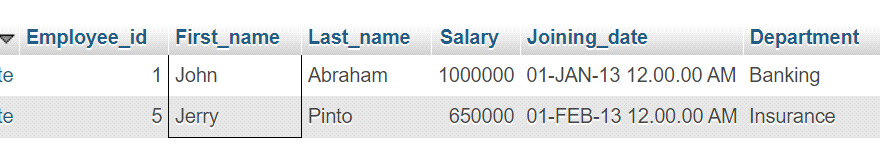 Employee_id First_name Last_name Salary Joining_date Department
te 1 John Abraham 1000000 01-JAN-13 12.00.00 AM Banking
te 5 Jerry Pinto 650000 01-FEB-13 12.00.00 AM Insurance